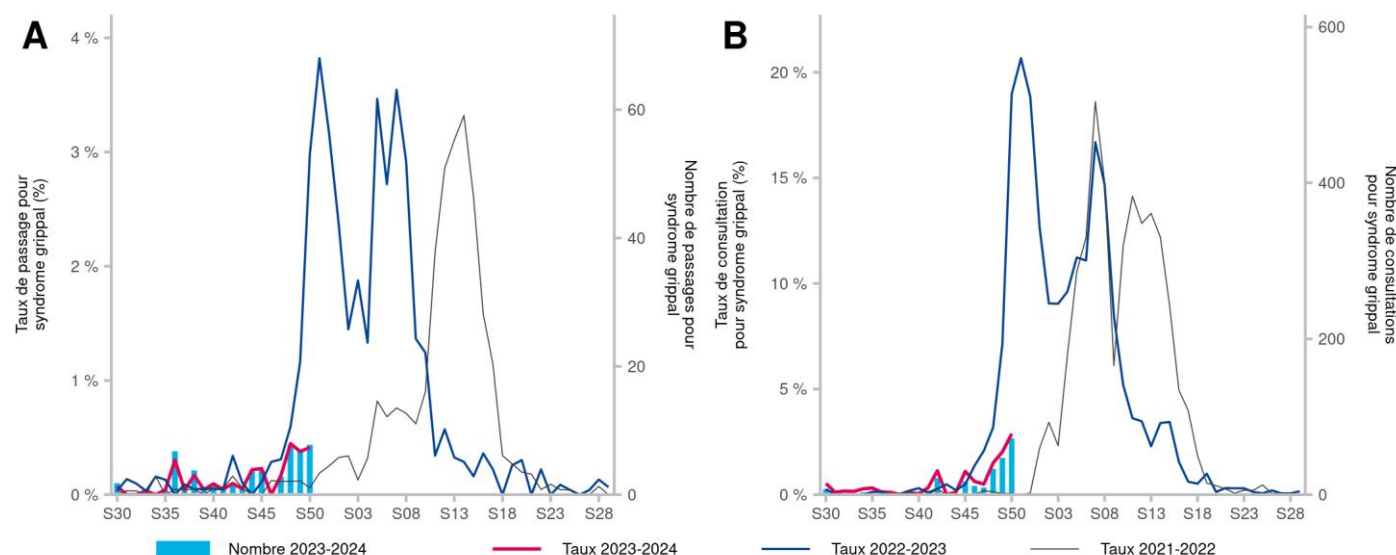 A
4 %
3 %
2 %
1 %
0 %
Taux de passage pour
syndrome grippal (%)
60
40
20
0
Nombre de passages pour
syndrome grippal
S30 S35 S40 S45 S50 S03 S08 S13 S18 S23 S28
B
20 %
15 %
10 %
5 %
0 %
Taux de consultation
pour syndrome grippal (%)
600
400
200
0
Nombre de consultations
pour syndrome grippal
S30 S35 S40 S45 S50 S03 S08 S13 S18 S23 S28
Nombre 2023-2024 Taux 2023-2024 Taux 2022-2023 Taux 2021-2022